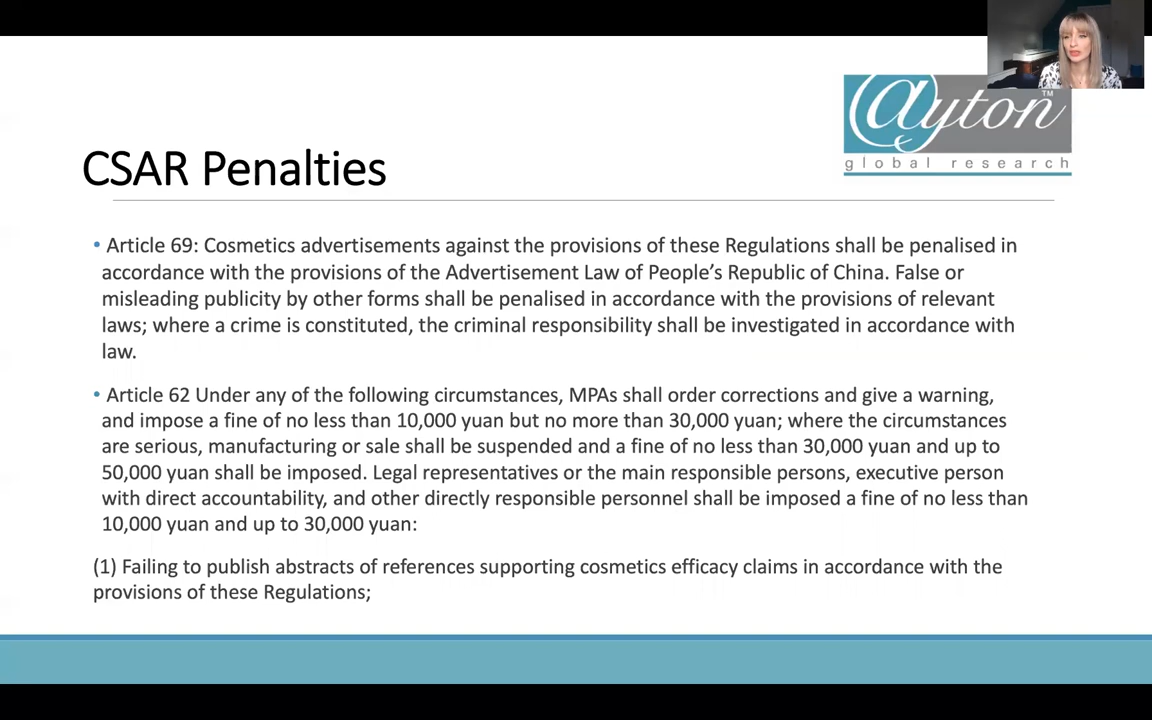 @yton™
global research
CSAR Penalties
• Article 69: Cosmetics advertisements against the provisions of these Regulations shall be penalised in
accordance with the provisions of the Advertisement Law of People’s Republic of China. False or
misleading publicity by other forms shall be penalised in accordance with the provisions of relevant
laws; where a crime is constituted, the criminal responsibility shall be investigated in accordance with
law.
• Article 62 Under any of the following circumstances, MPAs shall order corrections and give a warning,
and impose a fine of no less than 10,000 yuan but no more than 30,000 yuan; where the circumstances
are serious, manufacturing or sale shall be suspended and a fine of no less than 30,000 yuan and up to
50,000 yuan shall be imposed. Legal representatives or the main responsible persons, executive person
with direct accountability, and other directly responsible personnel shall be imposed a fine of no less than
10,000 yuan and up to 30,000 yuan:
(1) Failing to publish abstracts of references supporting cosmetics efficacy claims in accordance with the
provisions of these Regulations;